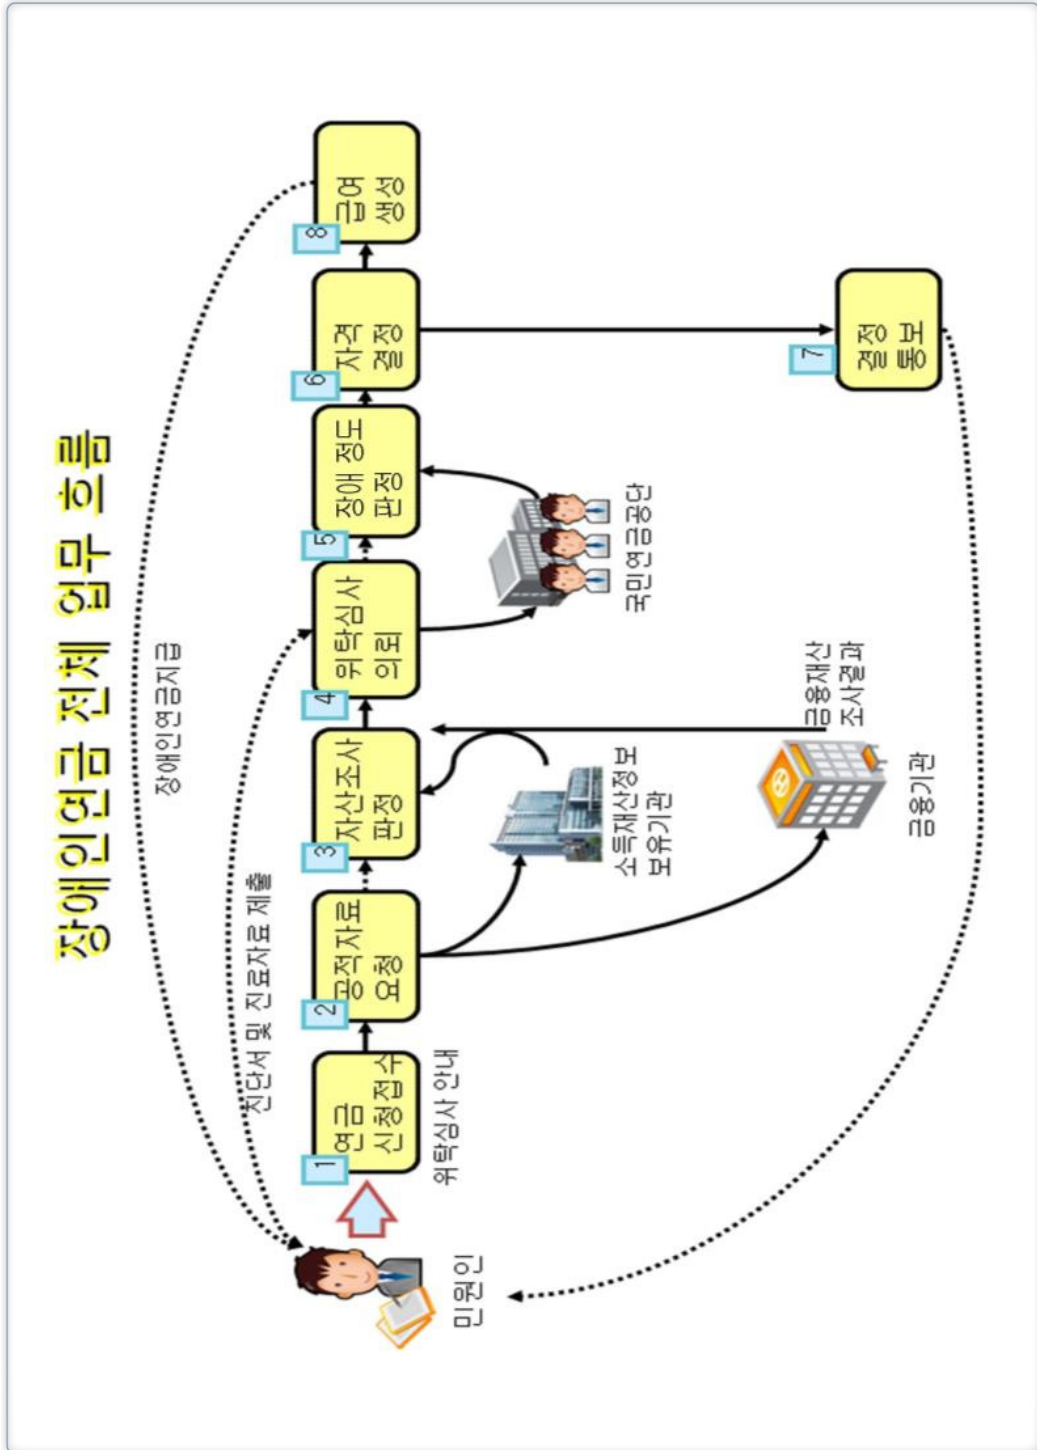 장애인연금 전체 업무 흐름
장애인연금지급
진단서 및 진료자료 제출
1
연금
신청접수
2
공적자료
요청
3
자산조사
판정
4
위탁심사
의뢰
5
장애 정도
판정
6
자격
결정
8
급여
생성
민원인
위탁심사 안내
소득재산정보
보유기관
국민연금공단
금융재산
조사결과
금융기관
7
결정
통보